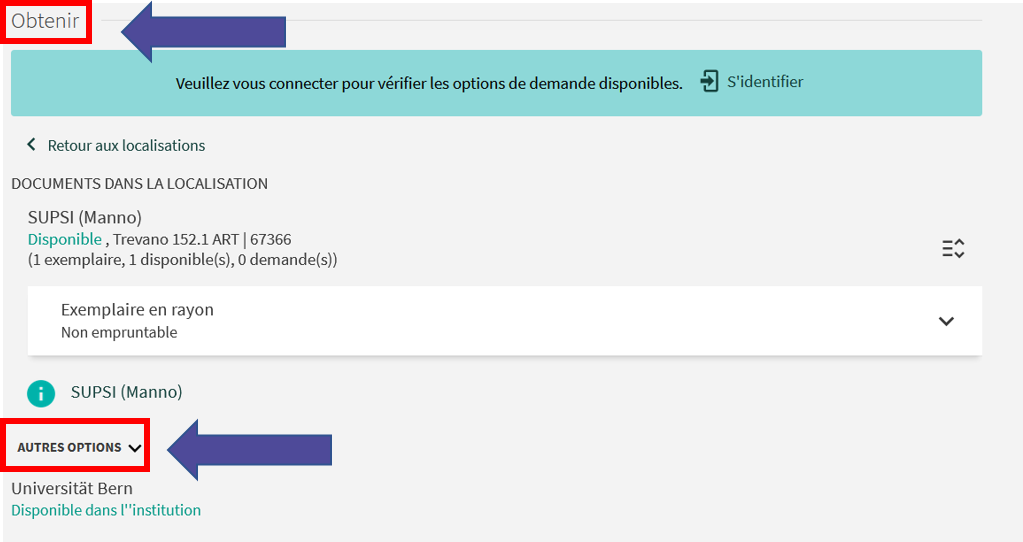 Obtenir
Veuillez vous connecter pour vérifier les options de demande disponibles. S'identifier
Retour aux localisations
DOCUMENTS DANS LA LOCALISATION
SUPSI (Manno)
Disponible , Trevano 152.1 ART | 67366
(1 exemplaire, 1 disponible(s), 0 demande(s))
Exemplaire en rayon
Non empruntable
i SUPSI (Manno)
AUTRES OPTIONS
Universität Bern
Disponible dans l''institution